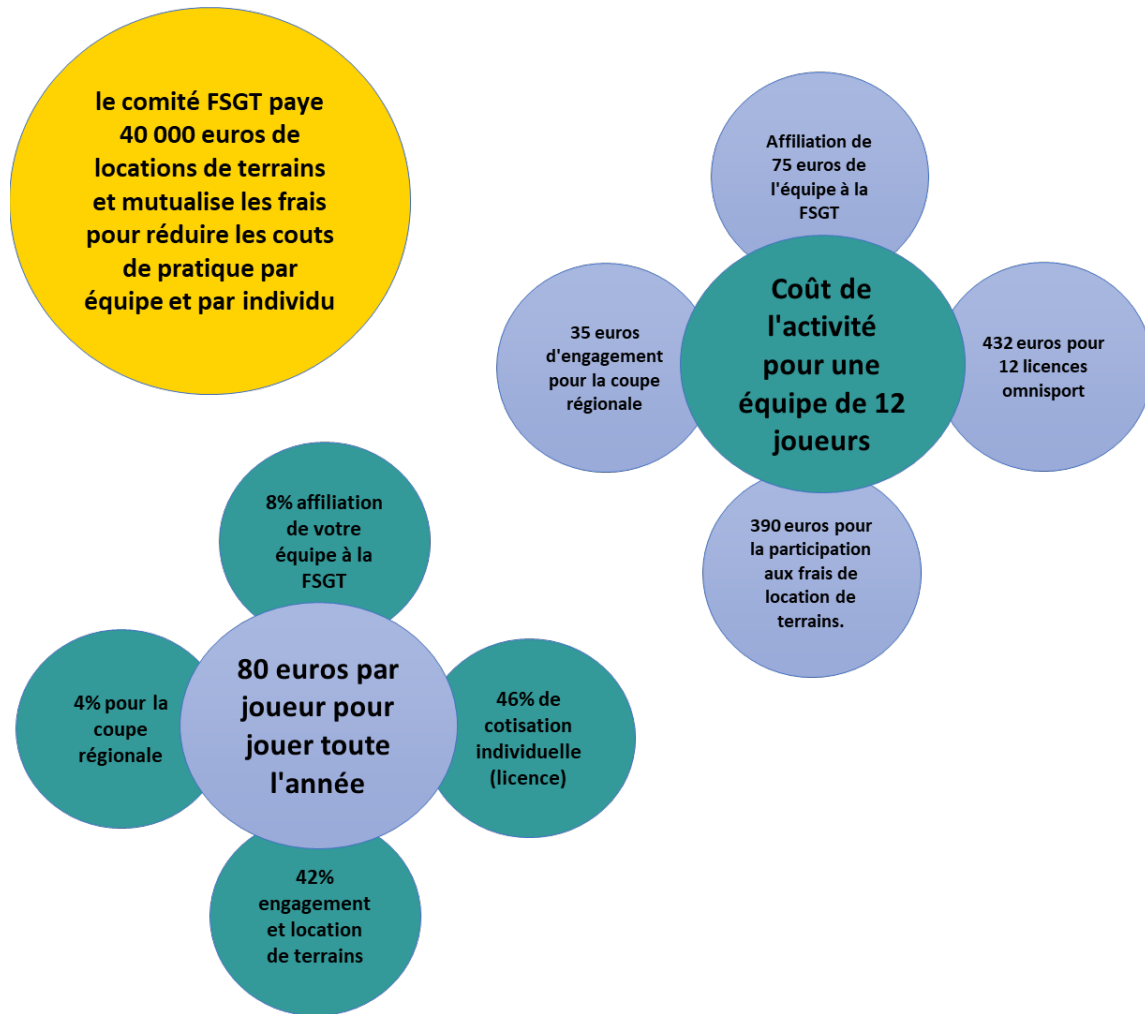 le comité FSGT paye
40 000 euros de
locations de terrains
et mutualise les frais
pour réduire les couts
de pratique par
équipe et par individu
Affiliation de
75 euros de
l'équipe à la
FSGT
35 euros
d'engagement
pour la coupe
régionale
Coût de
l'activité
pour une
équipe de 12
joueurs
432 euros pour
12 licences
omnisport
390 euros pour
la participation
aux frais de
location de
terrains.
8% affiliation
de votre
équipe à la
FSGT
4% pour la
coupe
régionale
80 euros par
joueur pour
jouer toute
l'année
46% de
cotisation
individuelle
(licence)
42%
engagement
et location
de terrains